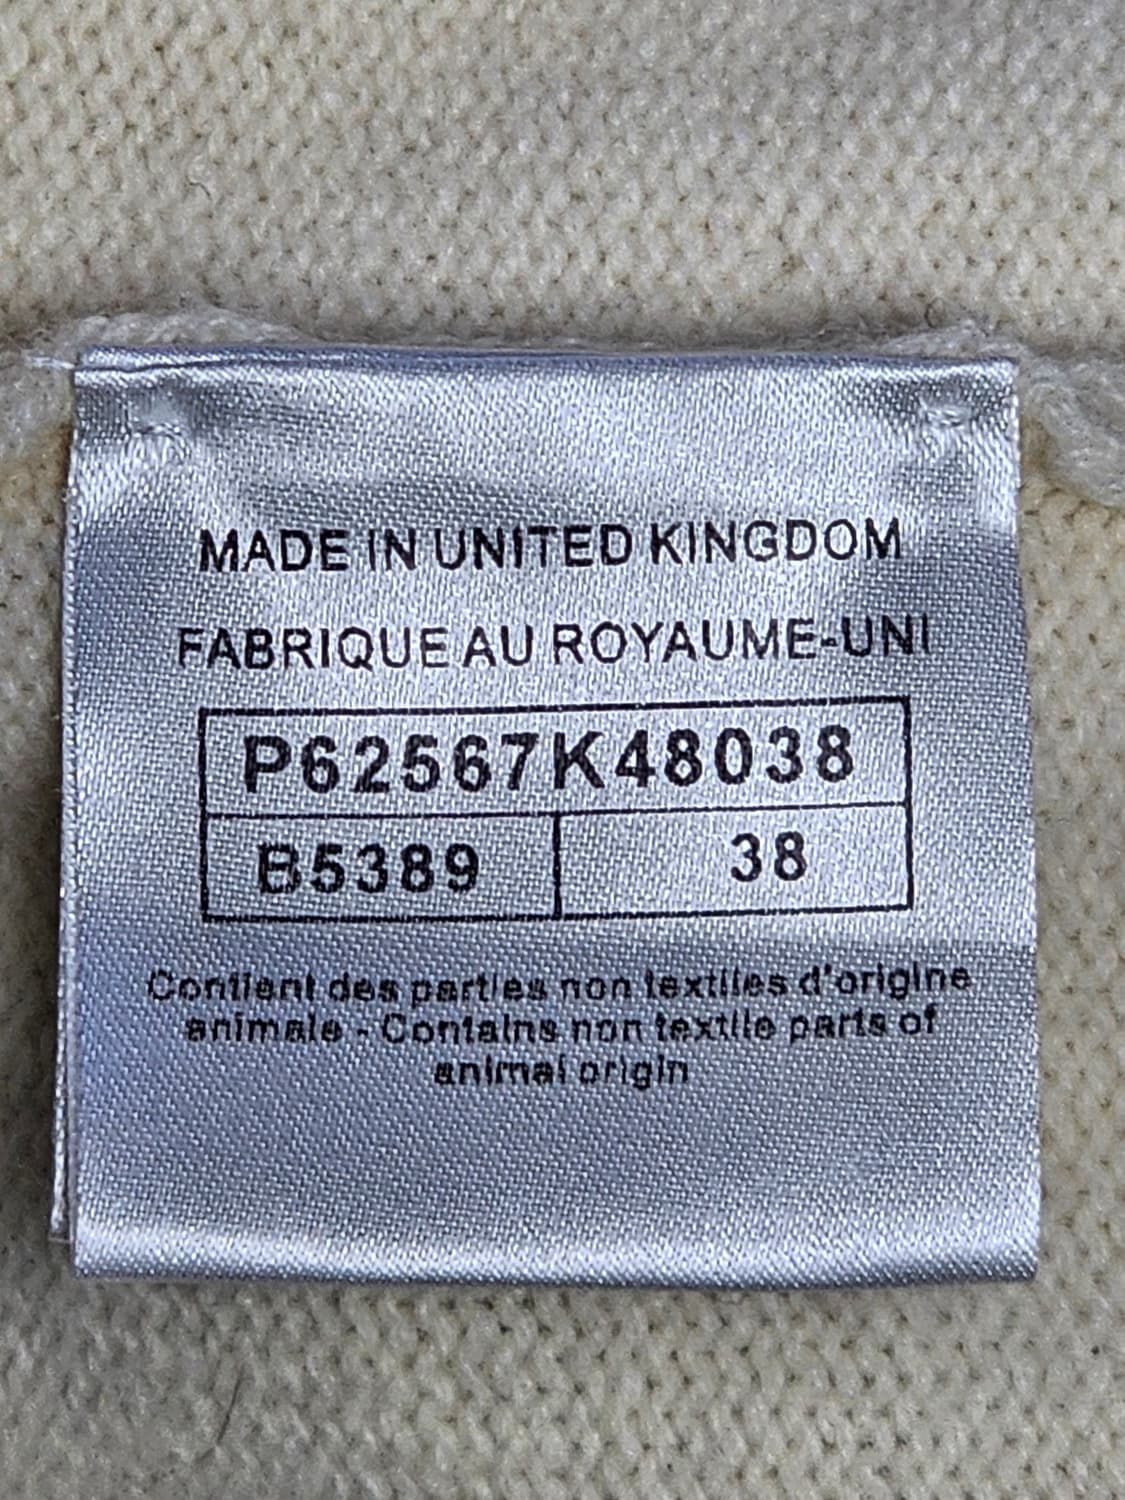 MADE IN UNITED KINGDOM
FABRIQUE AU ROYAUME-UNI
P62567K48038
B5389 38
Contient des parties non textiles d'origine
animale - Contains non textile parts of
animal origin